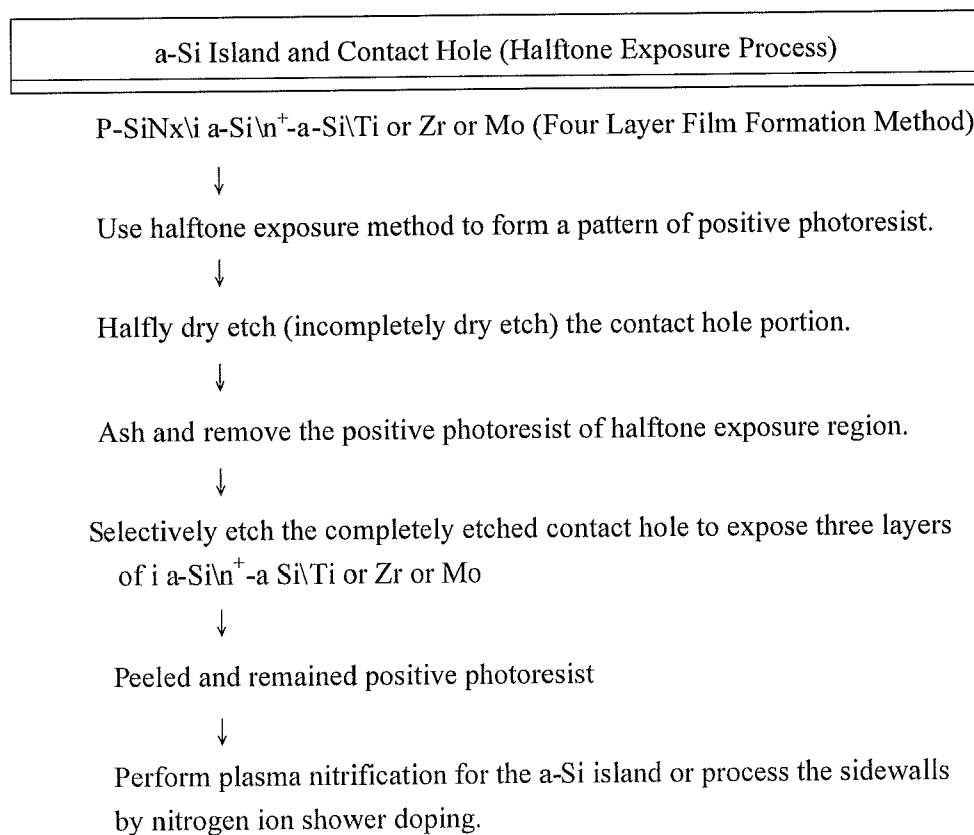 a-Si Island and Contact Hole (Halftone Exposure Process)
P-SiNx\i a-Si\n⁺-a-Si\Ti or Zr or Mo (Four Layer Film Formation Method)
↓
Use halftone exposure method to form a pattern of positive photoresist.
↓
Halfly dry etch (incompletely dry etch) the contact hole portion.
↓
Ash and remove the positive photoresist of halftone exposure region.
↓
Selectively etch the completely etched contact hole to expose three layers
of i a-Si\n⁺-a Si\Ti or Zr or Mo
↓
Peeled and remained positive photoresist
↓
Perform plasma nitrification for the a-Si island or process the sidewalls
by nitrogen ion shower doping.